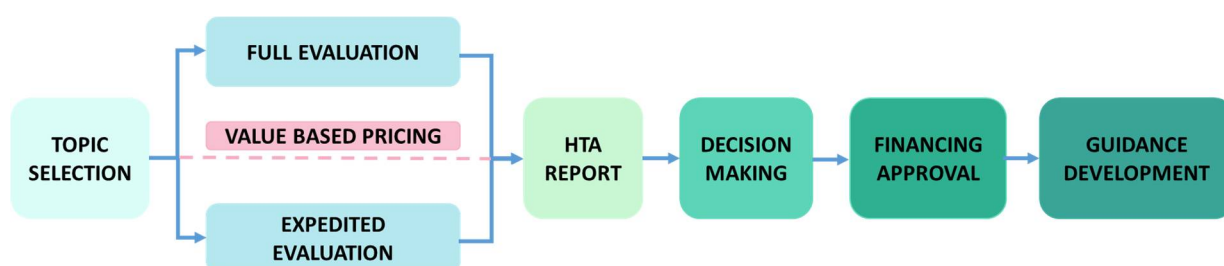 TOPIC
SELECTION
FULL EVALUATION
VALUE BASED PRICING
EXPEDITED
EVALUATION
HTA
REPORT
DECISION
MAKING
FINANCING
APPROVAL
GUIDANCE
DEVELOPMENT